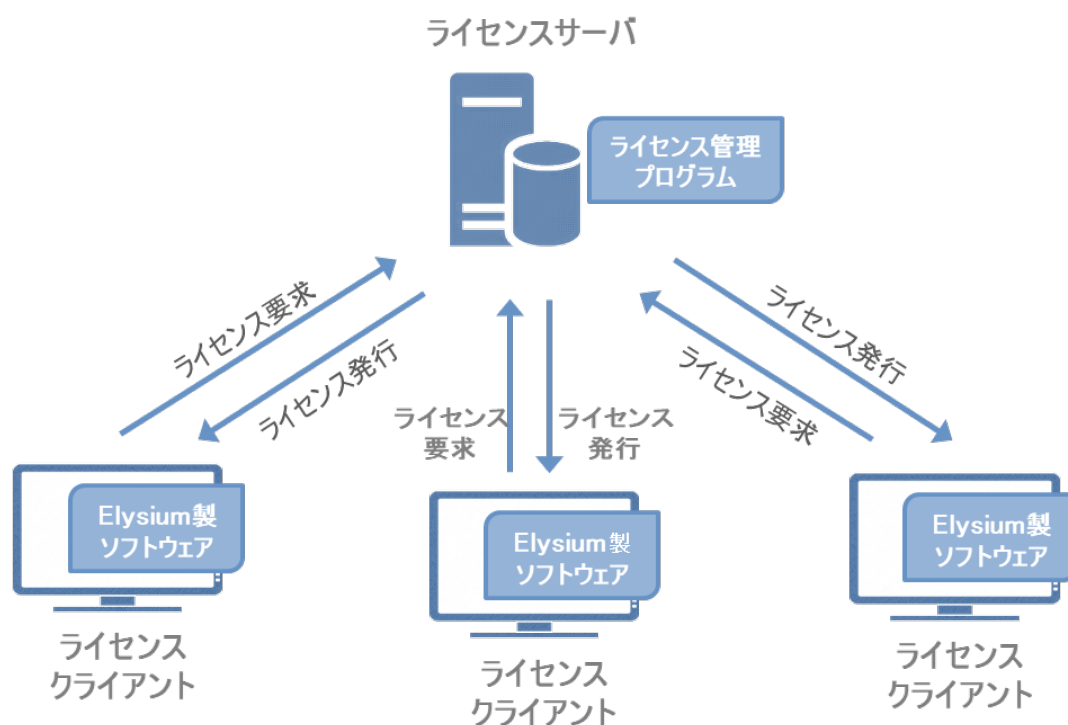 ライセンスサーバ
ライセンス管理
プログラム
ライセンス要求
ライセンス発行
ライセンス
要求
ライセンス
発行
ライセンス発行
ライセンス要求
Elysium製
ソフトウェア
ライセンス
クライアント
Elysium製
ソフトウェア
ライセンス
クライアント
Elysium製
ソフトウェア
ライセンス
クライアント